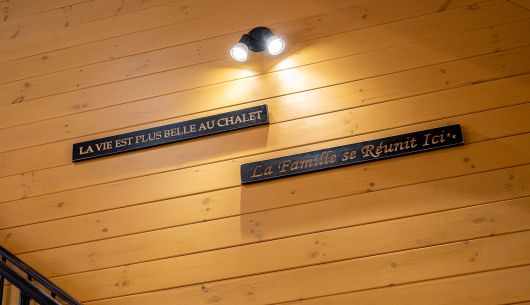 LA VIE EST PLUS BELLE AU CHALET
La Famille se Réunit Ici